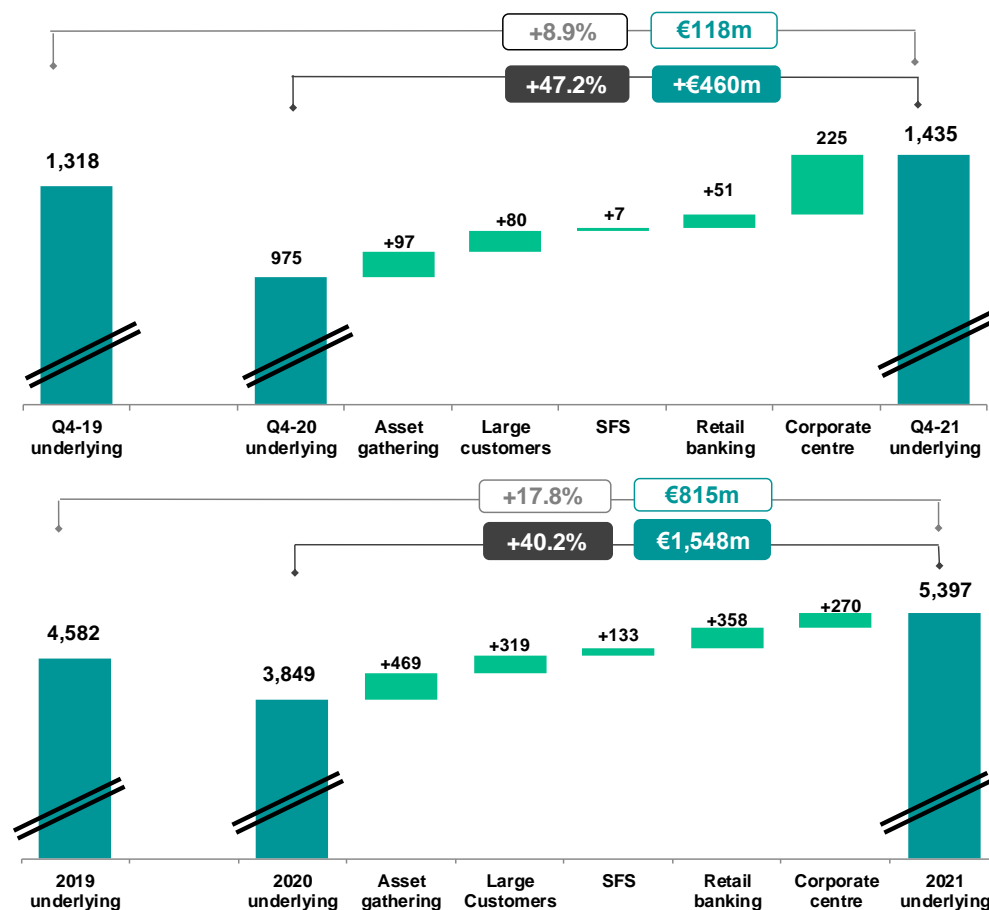 +8.9% €118m
+47.2% +€460m
1,318
975
+97
+80
+7
+51
225
1,435
Q4-19 underlying
Q4-20 underlying
Asset gathering
Large customers
SFS
Retail banking
Corporate centre
Q4-21 underlying
+17.8% €815m
+40.2% €1,548m
4,582
3,849
+469
+319
+133
+358
+270
5,397
2019 underlying
2020 underlying
Asset gathering
Large Customers
SFS
Retail banking
Corporate centre
2021 underlying